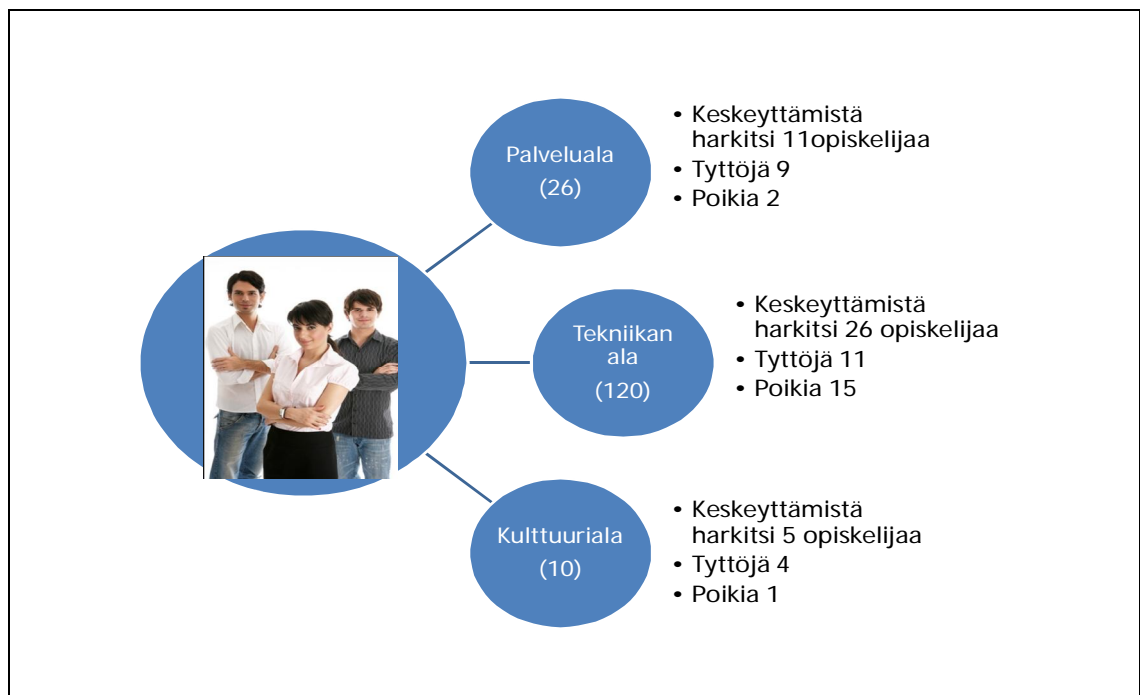 Palveluala
(26)
• Keskeyttämistä
harkitsi 11opiskelijaa
• Tyttöjä 9
• Poikia 2
Tekniikan
ala
(120)
• Keskeyttämistä
harkitsi 26 opiskelijaa
• Tyttöjä 11
• Poikia 15
Kulttuuriala
(10)
• Keskeyttämistä
harkitsi 5 opiskelijaa
• Tyttöjä 4
• Poikia 1